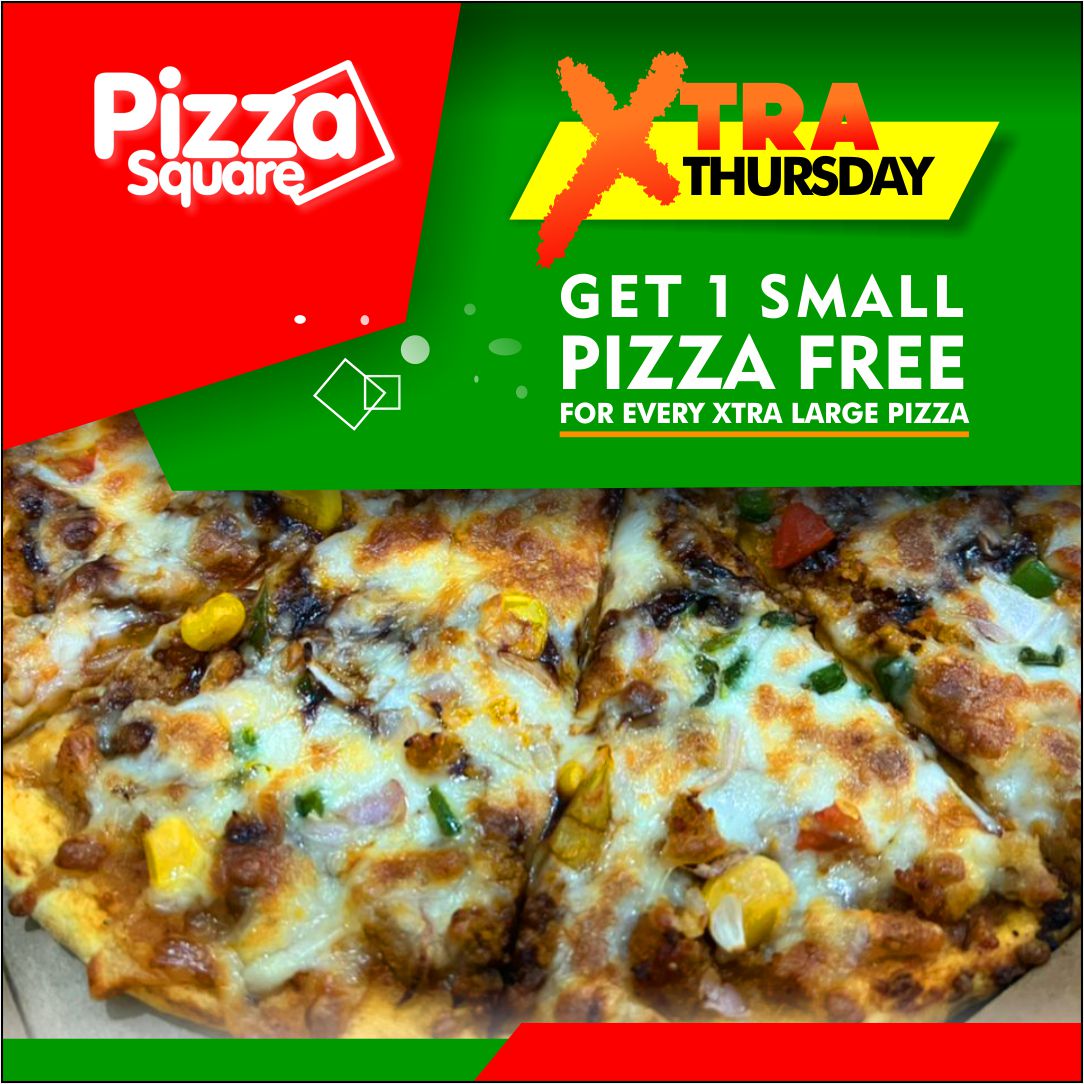 Pizza
Square
XTRA
THURSDAY
GET 1 SMALL
PIZZA FREE
FOR EVERY XTRA LARGE PIZZA